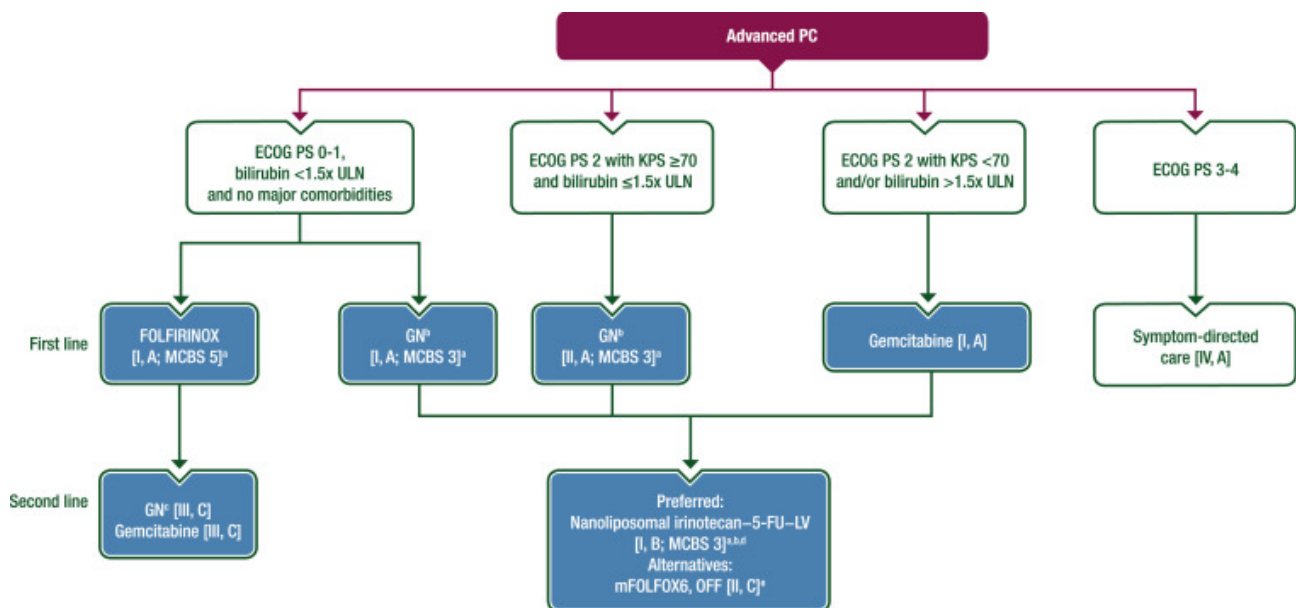 Advanced PC
ECOG PS 0-1,
bilirubin <1.5x ULN
and no major comorbidities
ECOG PS 2 with KPS ≥70
and bilirubin ≤1.5x ULN
ECOG PS 2 with KPS <70
and/or bilirubin >1.5x ULN
ECOG PS 3-4
First line
FOLFIRINOX
[I, A; MCBS 5]ᵃ
GNᵇ
[I, A; MCBS 3]ᵃ
GNᵇ
[II, A; MCBS 3]ᵃ
Gemcitabine [I, A]
Symptom-directed
care [IV, A]
Second line
GNᶜ [III, C]
Gemcitabine [III, C]
Preferred:
Nanoliposomal irinotecan–5-FU–LV
[I, B; MCBS 3]ᵃ,ᵇ,ᵈ
Alternatives:
mFOLFOX6, OFF [II, C]ᵉ